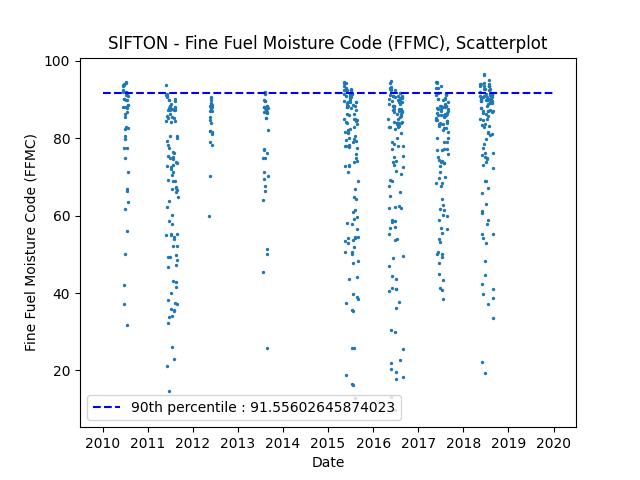 SIFTON - Fine Fuel Moisture Code (FFMC), Scatterplot
100
80
60
40
20
Fine Fuel Moisture Code (FFMC)
90th percentile : 91.55602645874023
2010 2011 2012 2013 2014 2015 2016 2017 2018 2019 2020
Date